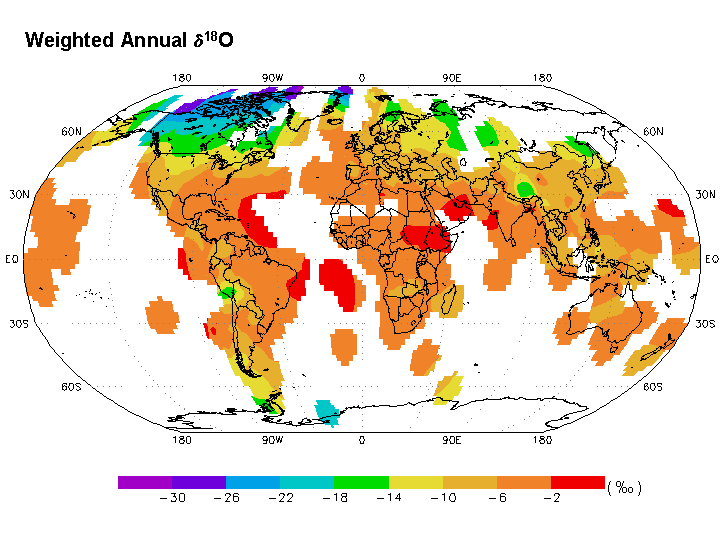 Weighted Annual δ¹⁸O
180 90W 0 90E 180
60N 60N
30N 30N
EQ EQ
30S 30S
60S 60S
180 90W 0 90E 180
−30 −26 −22 −18 −14 −10 −6 −2 (‰)